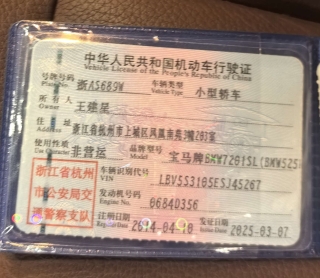 中华人民共和国机动车行驶证
Vehicle License of the People's Republic of China
号牌号码 浙A5689W 车辆类型 小型轿车
Plate No. Vehicle Type
所有人 王建星
Owner
住址 浙江省杭州市上城区凤凰南苑3幢203室
Address
使用性质 非营运 品牌型号 宝马牌BMW7201SL(BMW525
Use Character Model
浙江省杭州
市公安局交
通警察支队
车辆识别代号 LBV5S3105ESJ45267
VIN
发动机号码 0684D356
Engine No.
注册日期 2014-04-10 发证日期 2025-03-07
Register Date Issue Date